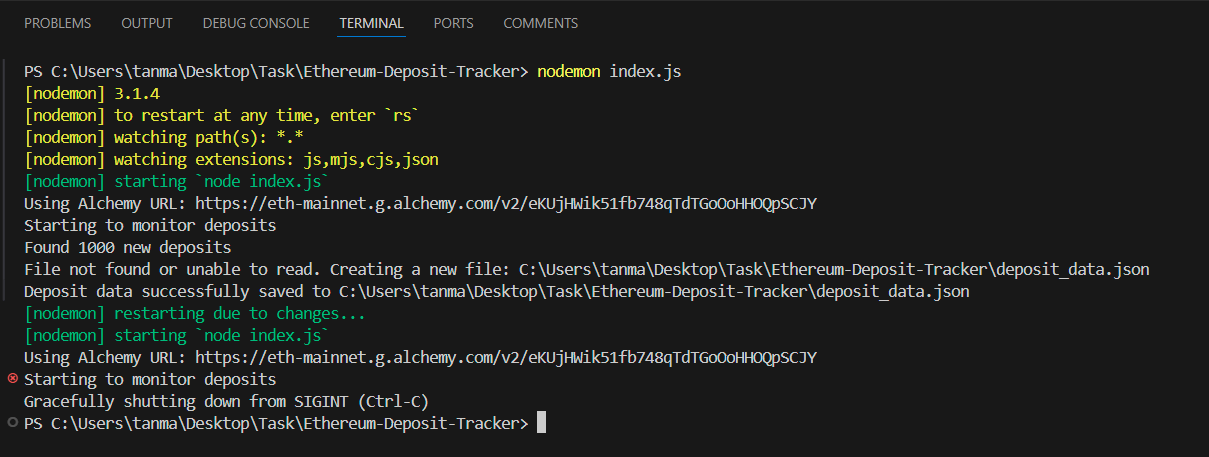 PROBLEMS OUTPUT DEBUG CONSOLE TERMINAL PORTS COMMENTS
PS C:\Users\tanma\Desktop\Task\Ethereum-Deposit-Tracker> nodemon index.js
[nodemon] 3.1.4
[nodemon] to restart at any time, enter `rs`
[nodemon] watching path(s): *.*
[nodemon] watching extensions: js,mjs,cjs,json
[nodemon] starting `node index.js`
Using Alchemy URL: https://eth-mainnet.g.alchemy.com/v2/eKUjHWik51fb748qTdTGoOoHHOQpSCJY
Starting to monitor deposits
Found 1000 new deposits
File not found or unable to read. Creating a new file: C:\Users\tanma\Desktop\Task\Ethereum-Deposit-Tracker\deposit_data.json
Deposit data successfully saved to C:\Users\tanma\Desktop\Task\Ethereum-Deposit-Tracker\deposit_data.json
[nodemon] restarting due to changes...
[nodemon] starting `node index.js`
Using Alchemy URL: https://eth-mainnet.g.alchemy.com/v2/eKUjHWik51fb748qTdTGoOoHHOQpSCJY
Starting to monitor deposits
Gracefully shutting down from SIGINT (Ctrl-C)
PS C:\Users\tanma\Desktop\Task\Ethereum-Deposit-Tracker>